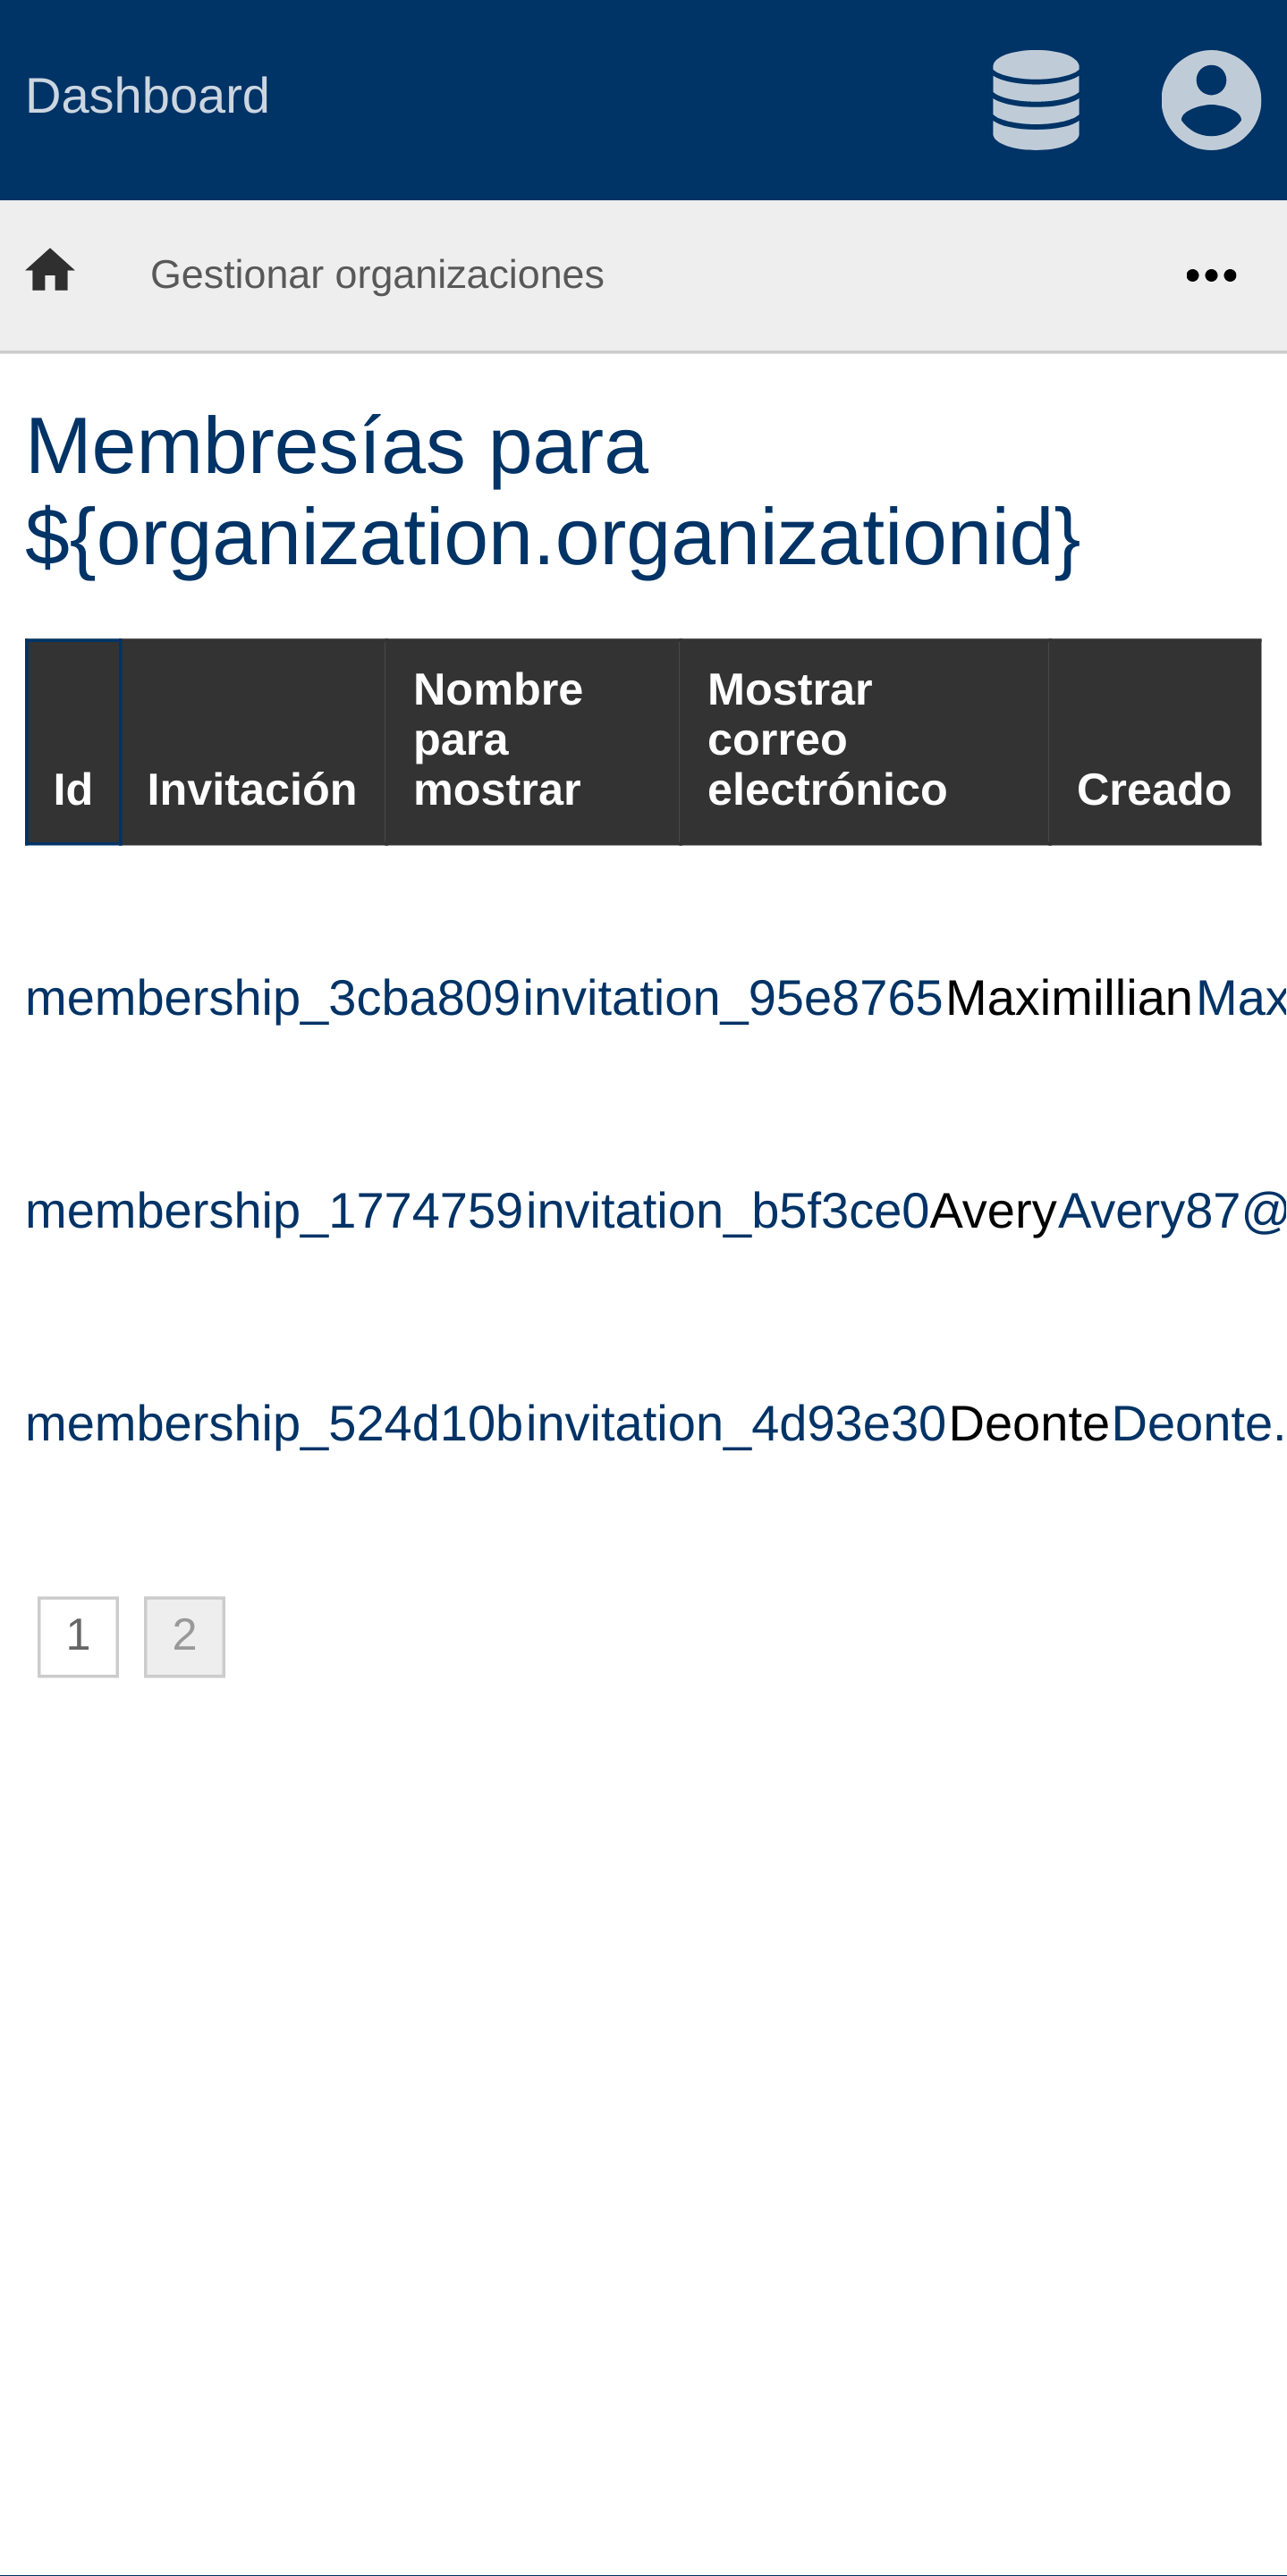 Dashboard
Gestionar organizaciones
Membresías para
${organization.organizationid}
Id Invitación Nombre para mostrar Mostrar correo electrónico Creado
membership_3cba809 invitation_95e8765 Maximillian Max
membership_1774759 invitation_b5f3ce0 Avery Avery87@
membership_524d10b invitation_4d93e30 Deonte Deonte.
1 2